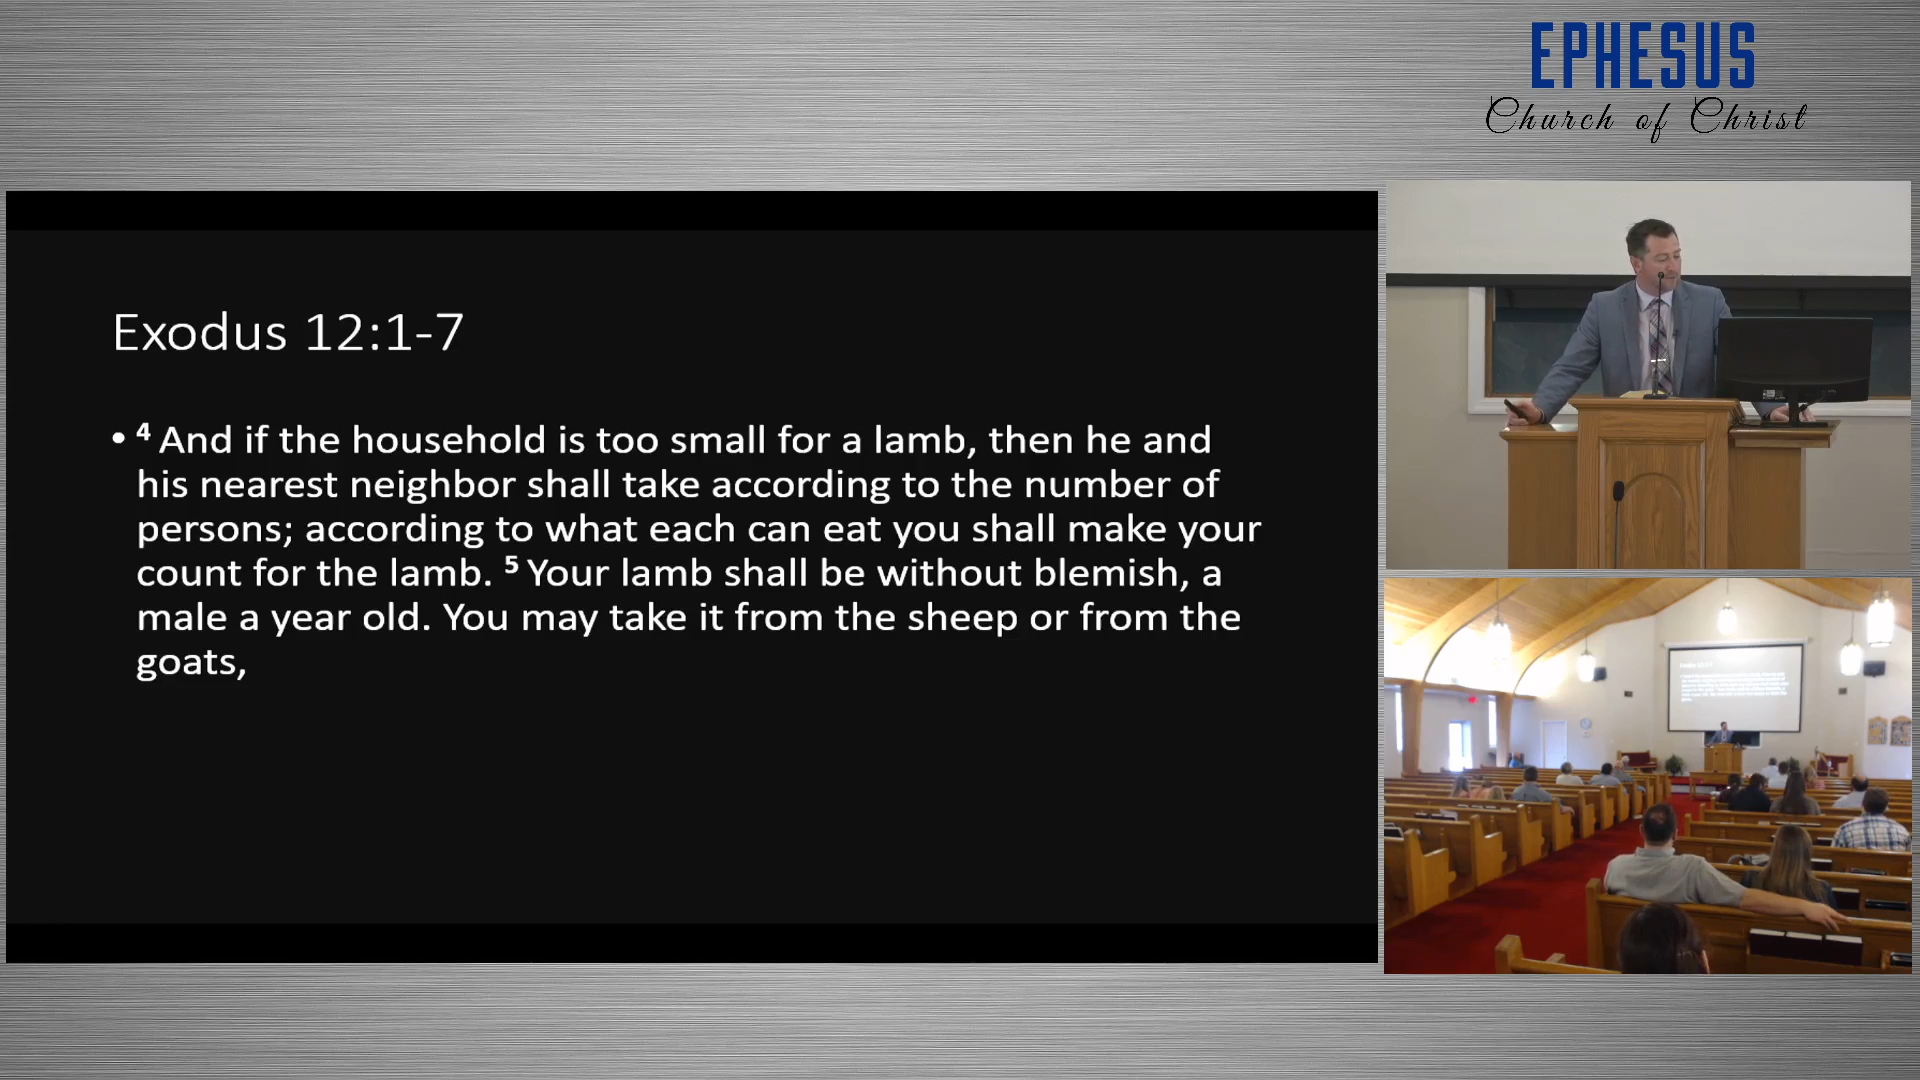 EPHESUS
Church of Christ
Exodus 12:1-7
• ⁴ And if the household is too small for a lamb, then he and
his nearest neighbor shall take according to the number of
persons; according to what each can eat you shall make your
count for the lamb. ⁵ Your lamb shall be without blemish, a
male a year old. You may take it from the sheep or from the
goats,